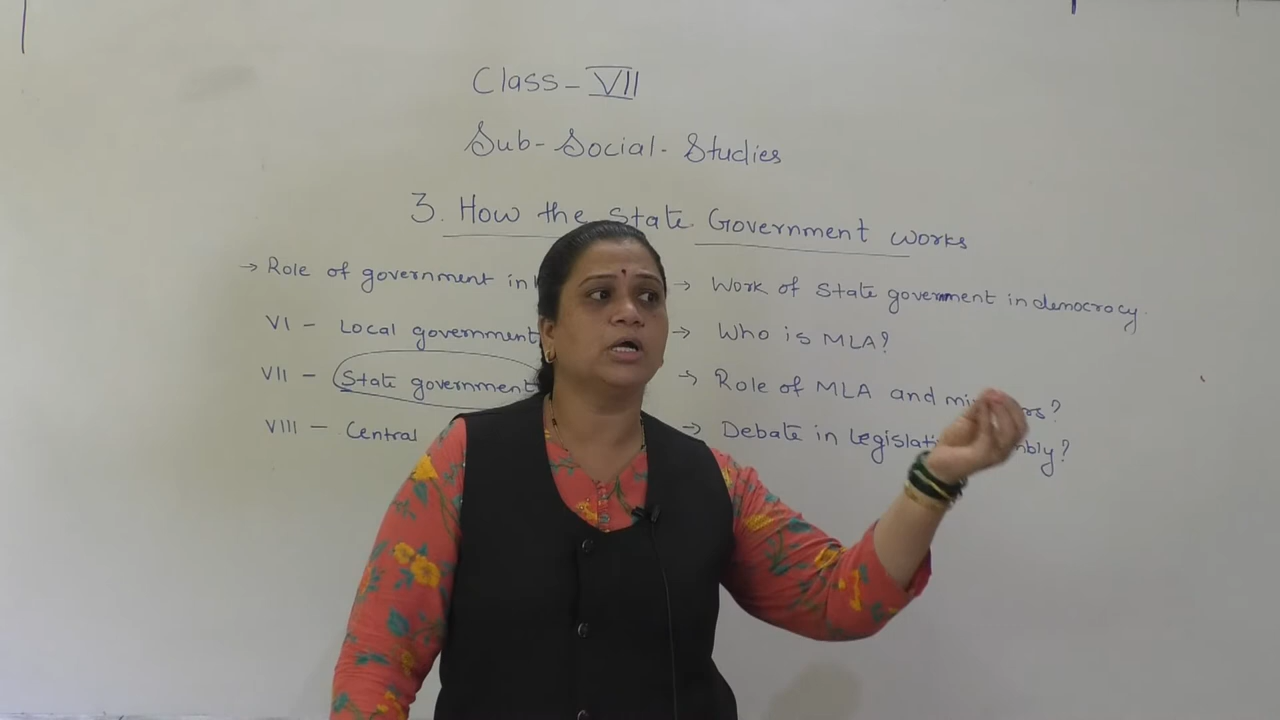 Class - VII
Sub - Social - Studies
3. How the State Government works
→ Role of government in
VI - Local government
VII - State government
VIII - Central
→ Work of State government in democracy.
→ Who is MLA?
→ Role of MLA and
→ Debate in